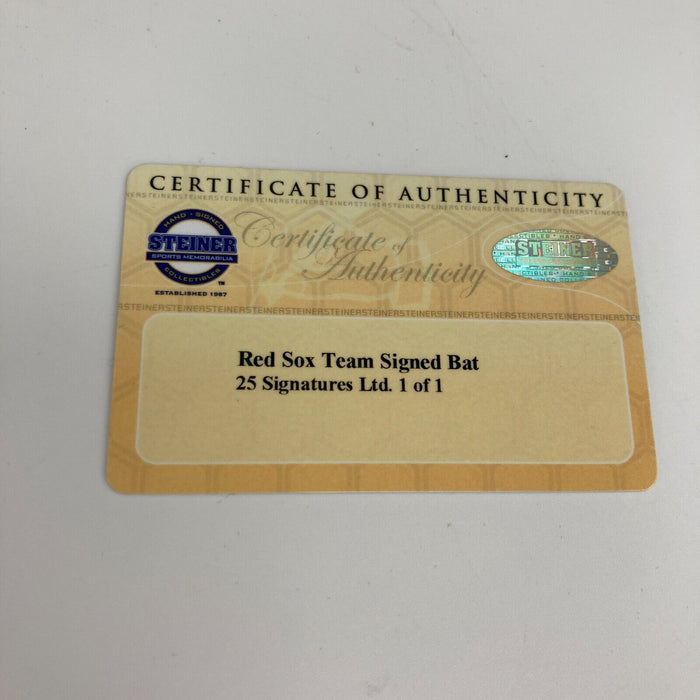 CERTIFICATE OF AUTHENTICITY
HAND · SIGNED
STEINER
SPORTS MEMORABILIA
COLLECTIBLES
TM
ESTABLISHED 1987
Certificate of
Authenticity
STEINER
Red Sox Team Signed Bat
25 Signatures Ltd. 1 of 1